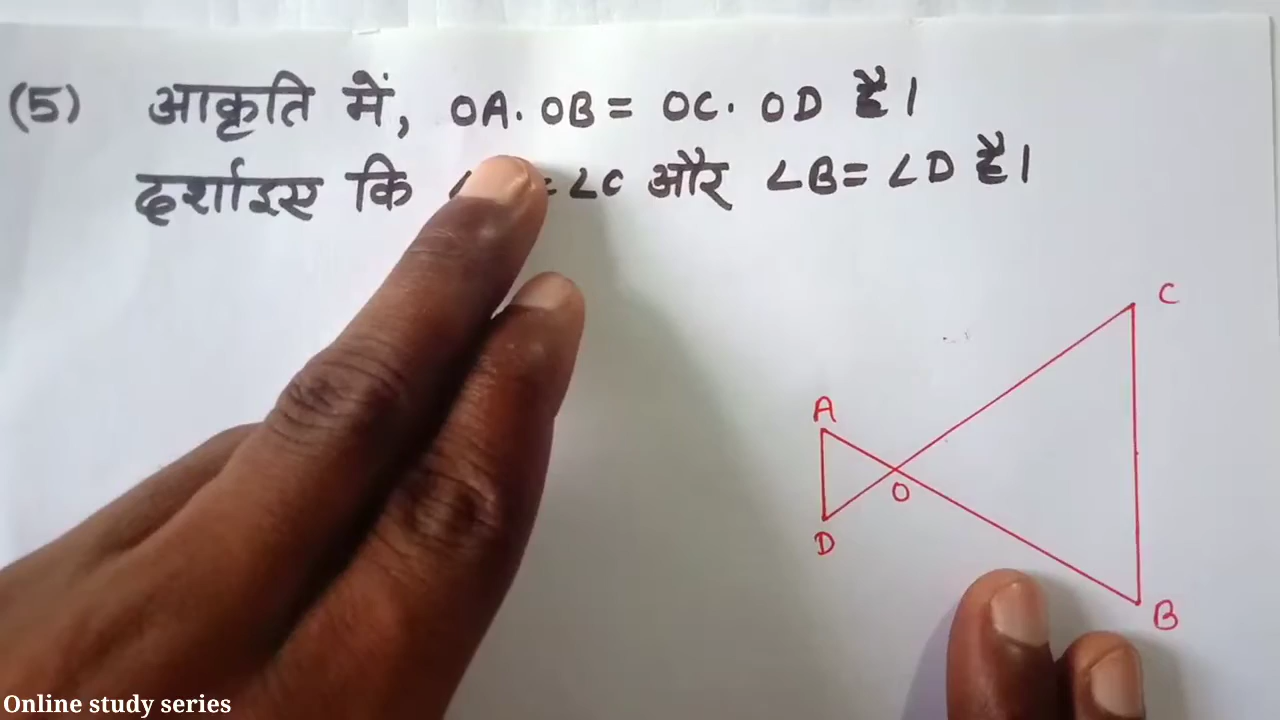 (5) आकृति में, OA. OB = OC. OD है।
दर्शाइए कि ∠ = ∠C और ∠B = ∠D है।
C
A
O
D
B
Online study series